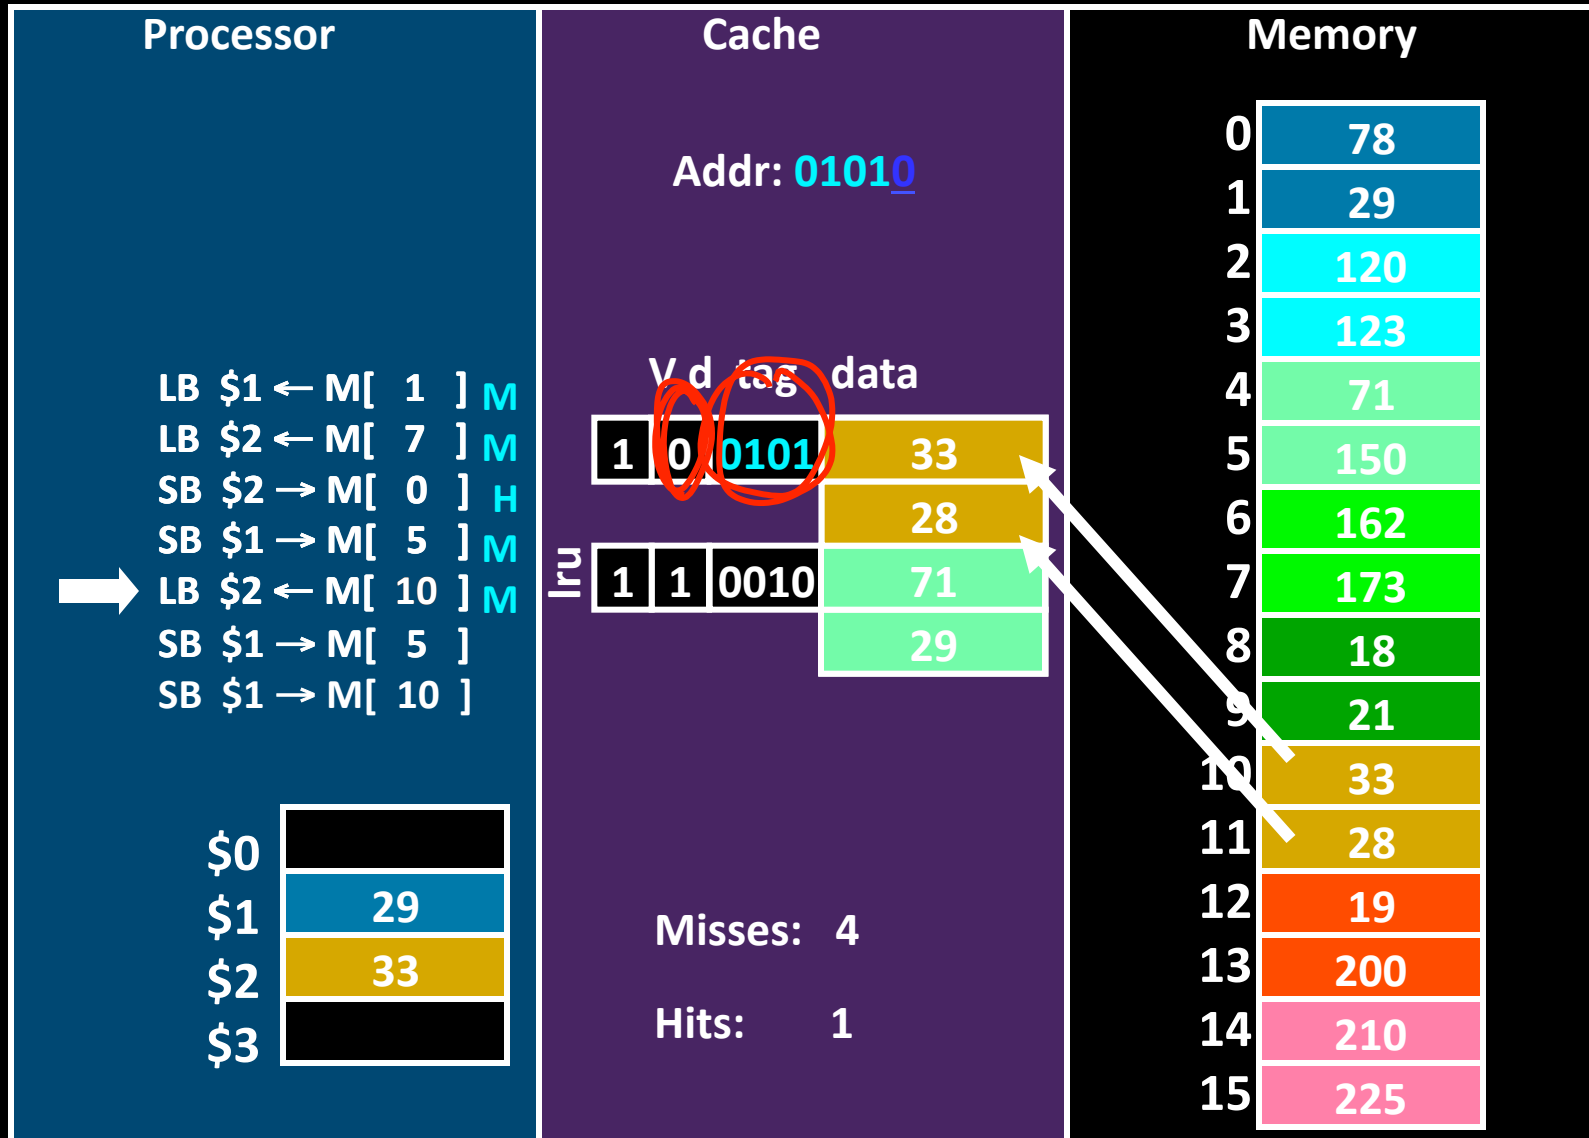 Processor
LB $1 ← M[ 1 ] M
LB $2 ← M[ 7 ] M
SB $2 → M[ 0 ] H
SB $1 → M[ 5 ] M
LB $2 ← M[ 10 ] M
SB $1 → M[ 5 ]
SB $1 → M[ 10 ]
$0
$1 29
$2 33
$3
Cache
Addr: 01010
V d tag data
1 0 0101 33
28
lru
1 1 0010 71
29
Misses: 4
Hits: 1
Memory
0 78
1 29
2 120
3 123
4 71
5 150
6 162
7 173
8 18
9 21
10 33
11 28
12 19
13 200
14 210
15 225